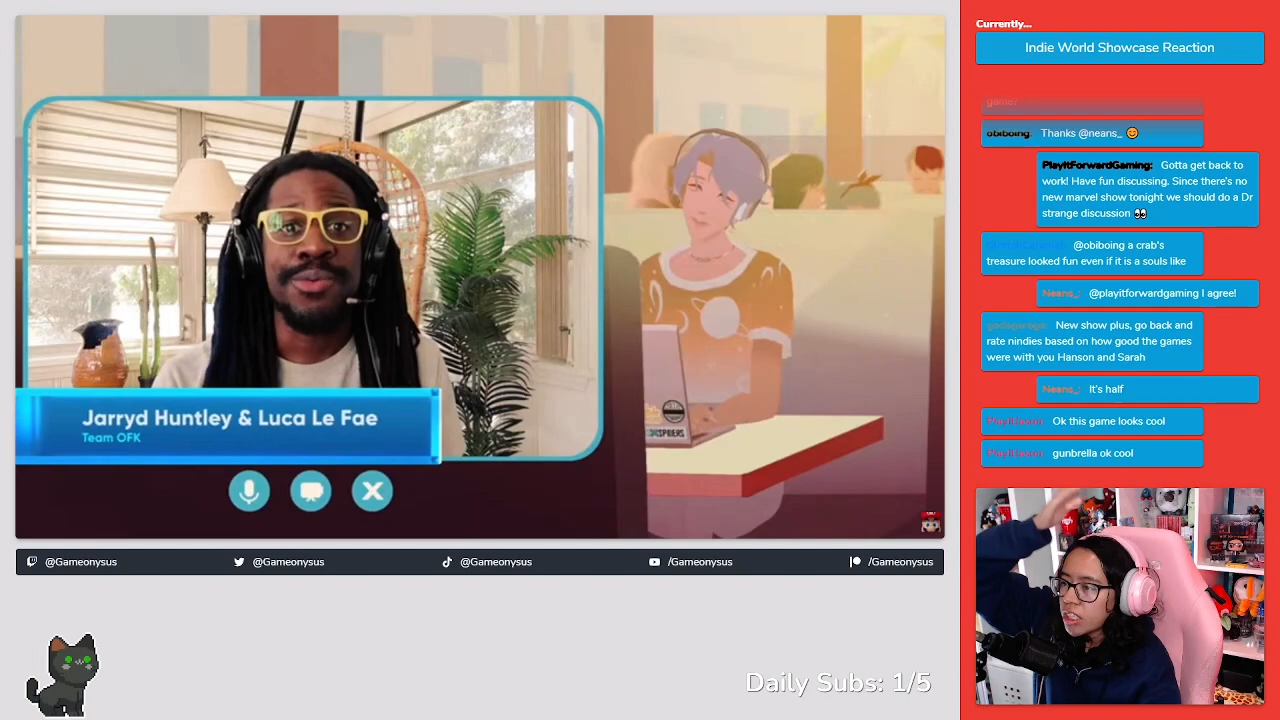 Currently...
Indie World Showcase Reaction
game?
obiboing: Thanks @neans_ 😊
PlayItForwardGaming: Gotta get back to
work! Have fun discussing. Since there's no
new marvel show tonight we should do a Dr
strange discussion 👀
@obiboing a crab's
treasure looked fun even if it is a souls like
Neans_: @playitforwardgaming I agree!
New show plus, go back and
rate nindies based on how good the games
were with you Hanson and Sarah
Neans_: It's half
Ok this game looks cool
gunbrella ok cool
Jarryd Huntley & Luca Le Fae
Team OFK
@Gameonysus
@Gameonysus
@Gameonysus
/Gameonysus
/Gameonysus
Daily Subs: 1/5